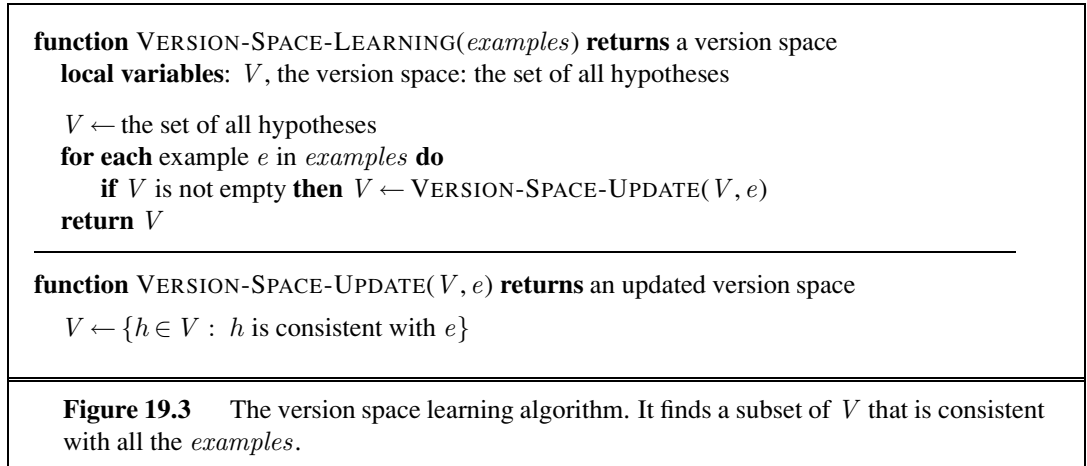 function VERSION-SPACE-LEARNING(examples) returns a version space
local variables: V, the version space: the set of all hypotheses
V ← the set of all hypotheses
for each example e in examples do
if V is not empty then V ← VERSION-SPACE-UPDATE(V, e)
return V
function VERSION-SPACE-UPDATE(V, e) returns an updated version space
V ← {h ∈ V : h is consistent with e}
Figure 19.3 The version space learning algorithm. It finds a subset of V that is consistent
with all the examples.